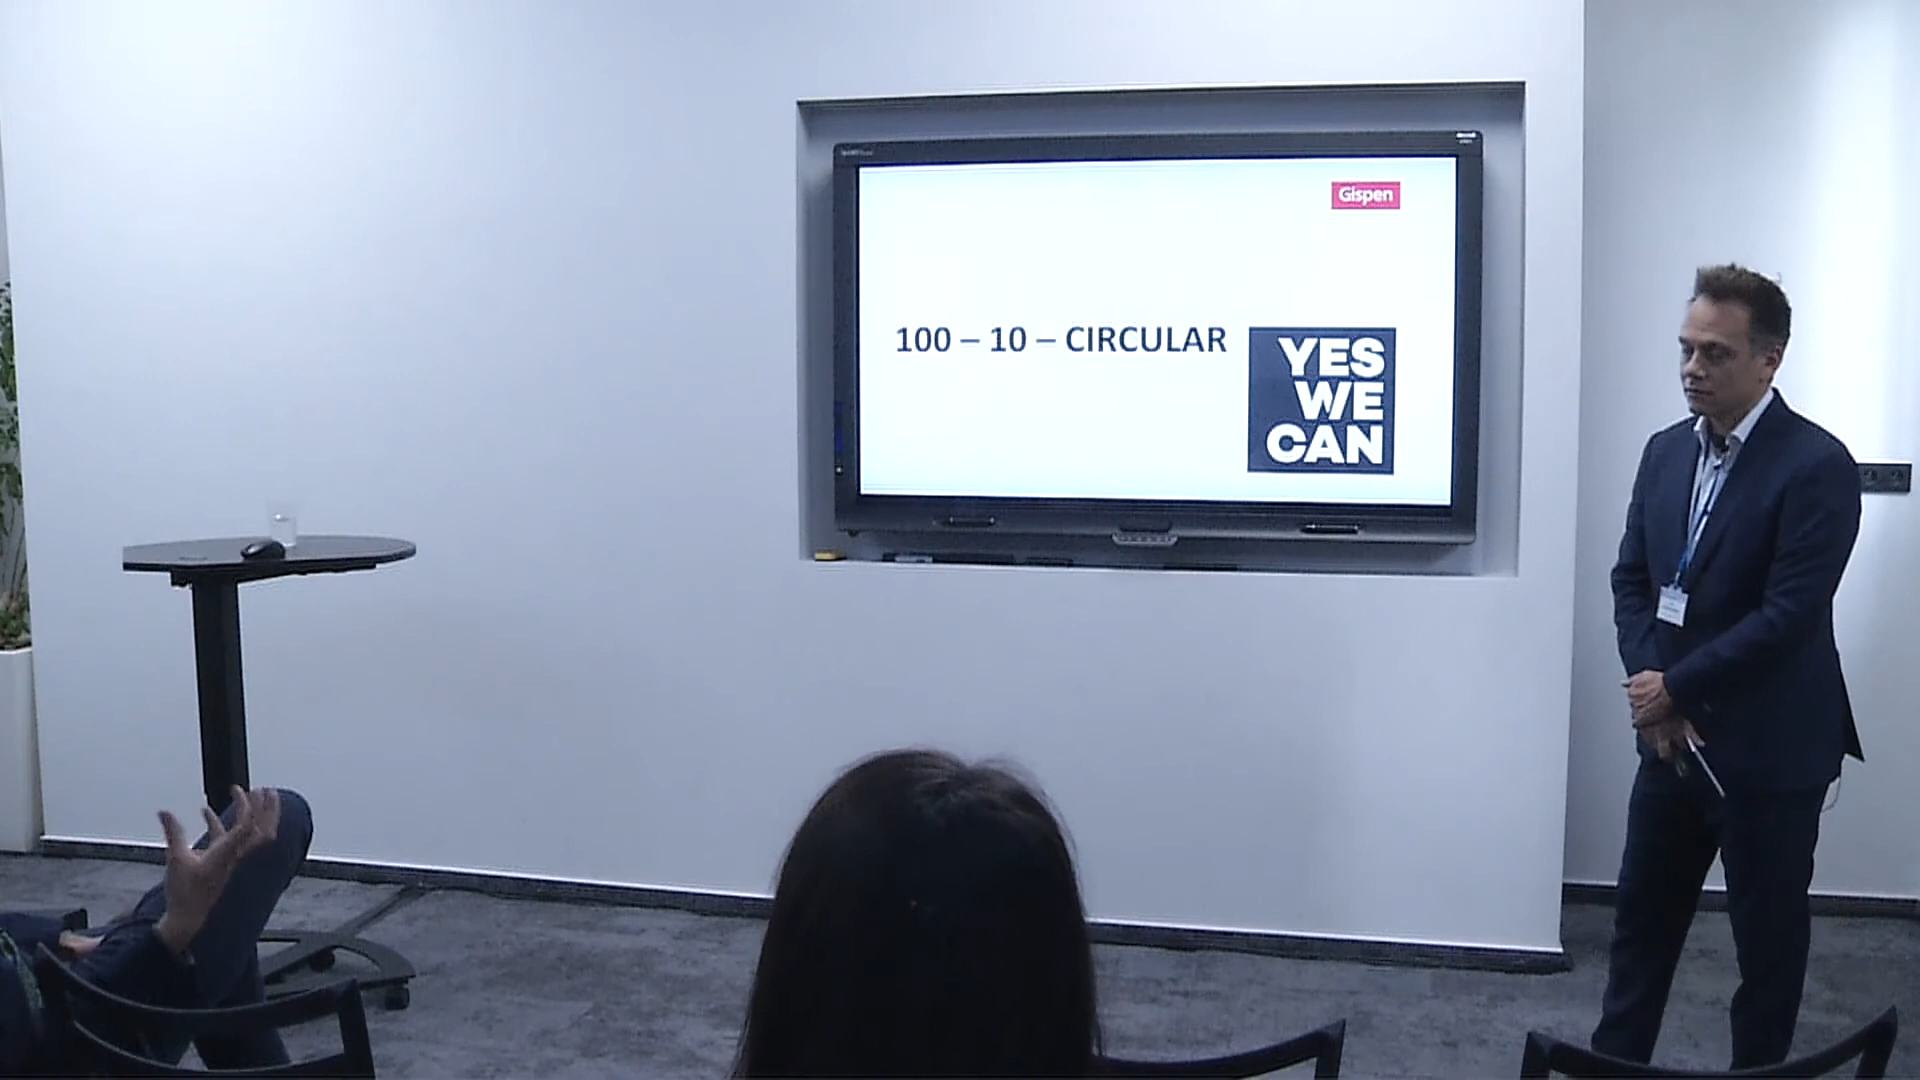 Gispen
100 – 10 – CIRCULAR
YES
WE
CAN